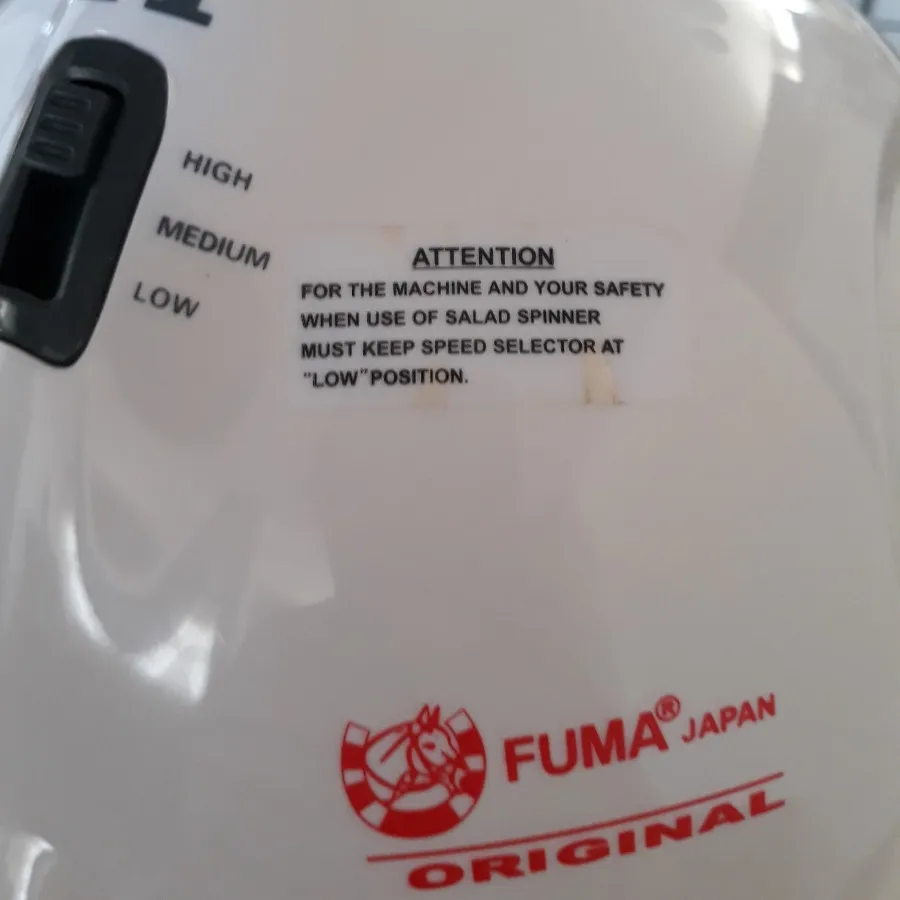 HIGH
MEDIUM
LOW
ATTENTION
FOR THE MACHINE AND YOUR SAFETY
WHEN USE OF SALAD SPINNER
MUST KEEP SPEED SELECTOR AT
"LOW" POSITION.
FUMA® JAPAN
ORIGINAL